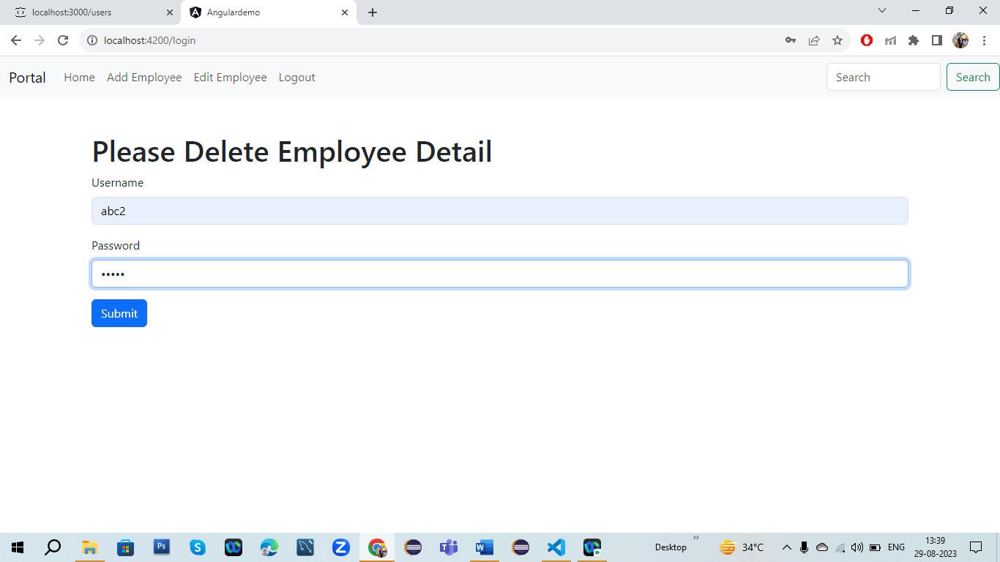 localhost:3000/users
Angulardemo
localhost:4200/login
Portal Home Add Employee Edit Employee Logout Search Search
Please Delete Employee Detail
Username
abc2
Password
•••••
Submit
Desktop » 34°C ENG 13:39
29-08-2023